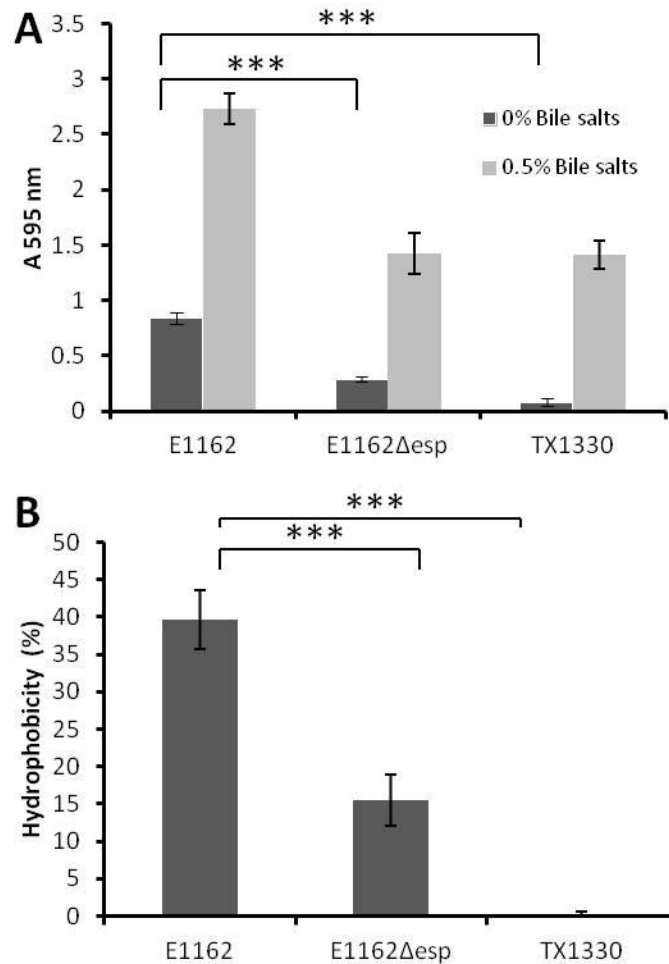 A
***
***
3.5
3
2.5
2
1.5
1
0.5
0
A 595 nm
0% Bile salts
0.5% Bile salts
E1162 E1162Δesp TX1330
B
***
***
50
45
40
35
30
25
20
15
10
5
0
Hydrophobicity (%)
E1162 E1162Δesp TX1330